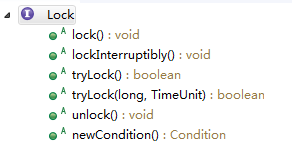 I Lock
A lock() : void
A lockInterruptibly() : void
A tryLock() : boolean
A tryLock(long, TimeUnit) : boolean
A unlock() : void
A newCondition() : Condition